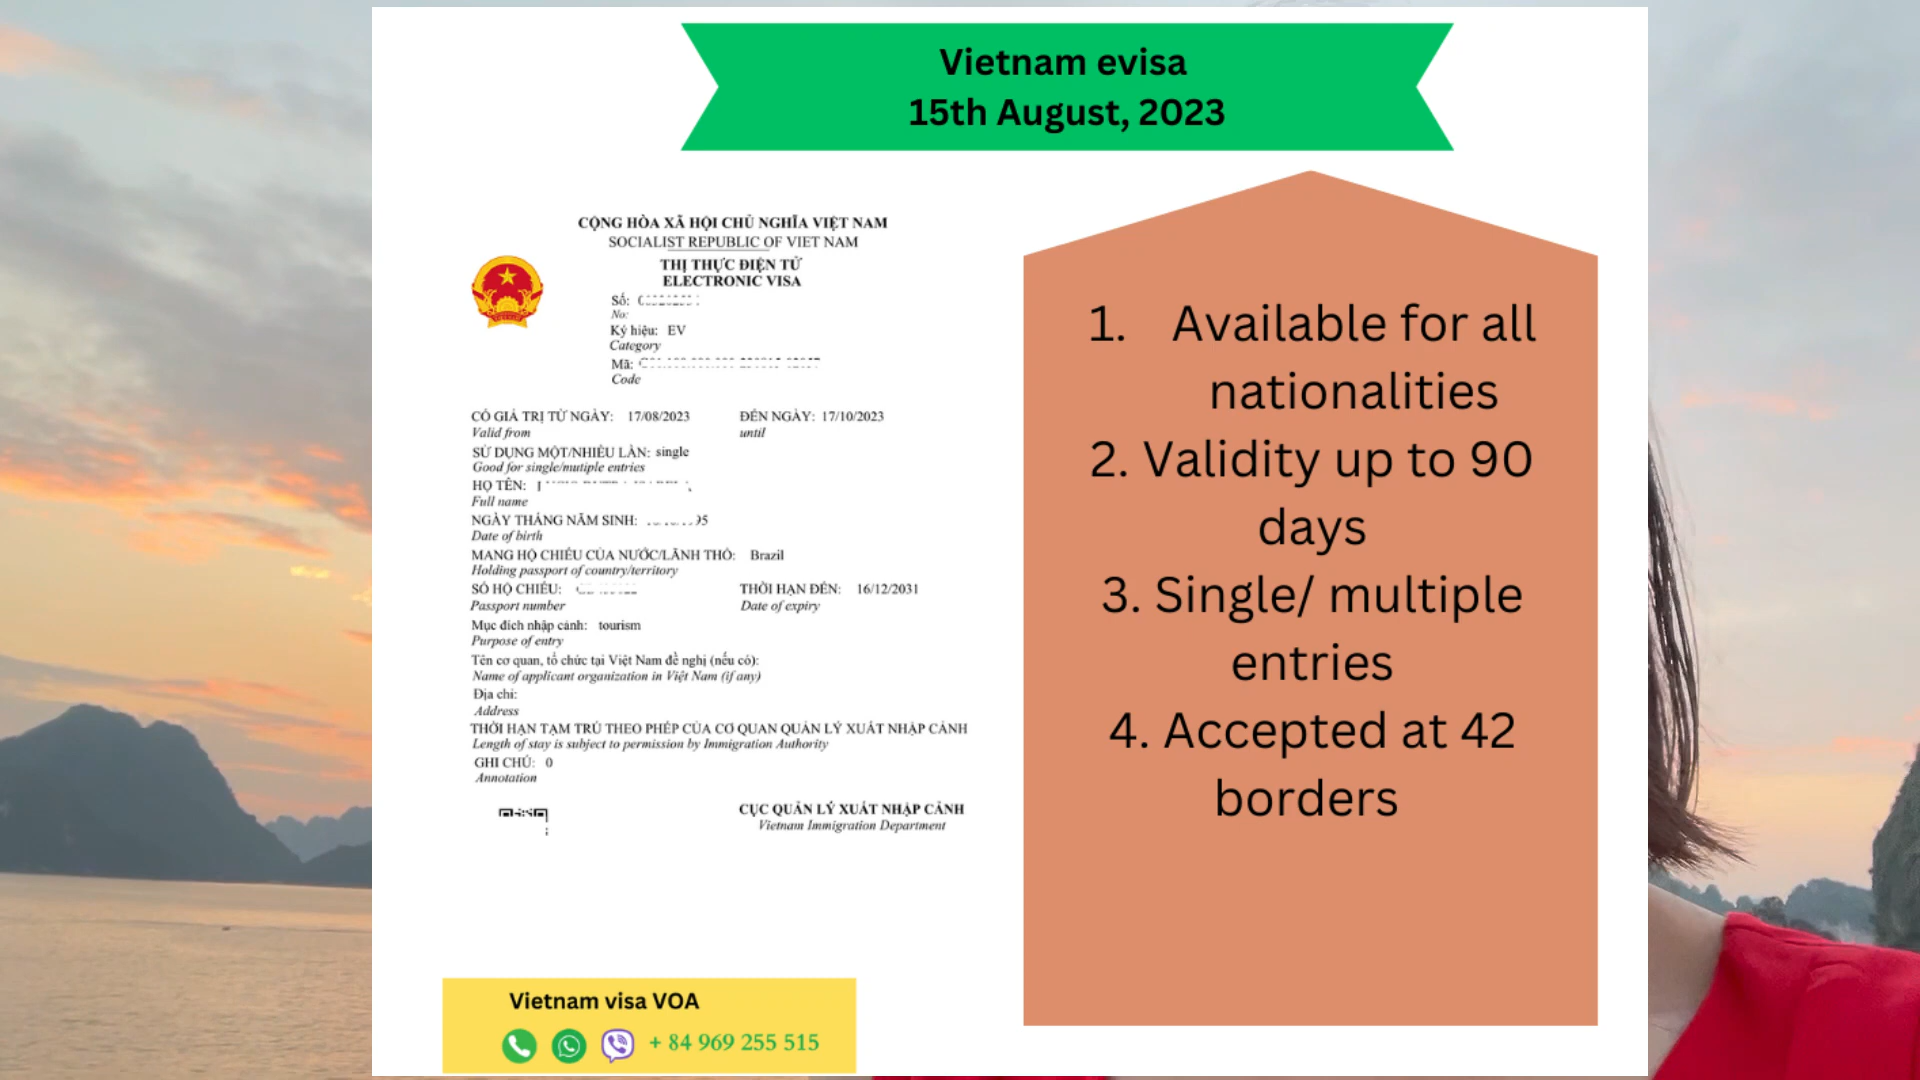 Vietnam evisa
15th August, 2023
CỘNG HÒA XÃ HỘI CHỦ NGHĨA VIỆT NAM
SOCIALIST REPUBLIC OF VIET NAM
THỊ THỰC ĐIỆN TỬ
ELECTRONIC VISA
Số:
No:
Ký hiệu: EV
Category
Mã:
Code
CÓ GIÁ TRỊ TỪ NGÀY: 17/08/2023 ĐẾN NGÀY: 17/10/2023
Valid from until
SỬ DỤNG MỘT/NHIỀU LẦN: single
Good for single/mutiple entries
HỌ TÊN:
Full name
NGÀY THÁNG NĂM SINH:
Date of birth
MANG HỘ CHIẾU CỦA NƯỚC/LÃNH THỔ: Brazil
Holding passport of country/territory
SỐ HỘ CHIẾU: THỜI HẠN ĐẾN: 16/12/2031
Passport number Date of expiry
Mục đích nhập cảnh: tourism
Purpose of entry
Tên cơ quan, tổ chức tại Việt Nam đề nghị (nếu có):
Name of applicant organization in Việt Nam (if any)
Địa chỉ:
Address
THỜI HẠN TẠM TRÚ THEO PHÉP CỦA CƠ QUAN QUẢN LÝ XUẤT NHẬP CẢNH
Length of stay is subject to permission by Immigration Authority
GHI CHÚ: 0
Annotation
CỤC QUẢN LÝ XUẤT NHẬP CẢNH
Vietnam Immigration Department
1. Available for all
nationalities
2. Validity up to 90
days
3. Single/ multiple
entries
4. Accepted at 42
borders
Vietnam visa VOA
+ 84 969 255 515